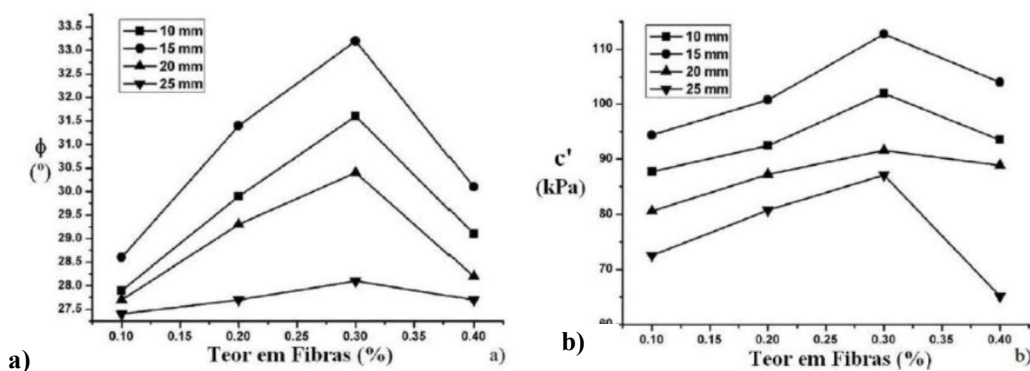 33.5
33.0
32.5
32.0
31.5
31.0
30.5
30.0
29.5
29.0
28.5
28.0
27.5
ϕ
(º)
10 mm
15 mm
20 mm
25 mm
0.10 0.15 0.20 0.25 0.30 0.35 0.40
Teor em Fibras (%)
a)
a)
110
100
90
80
70
60
c'
(kPa)
10 mm
15 mm
20 mm
25 mm
0.10 0.15 0.20 0.25 0.30 0.35 0.40
Teor em Fibras (%)
b)
b)